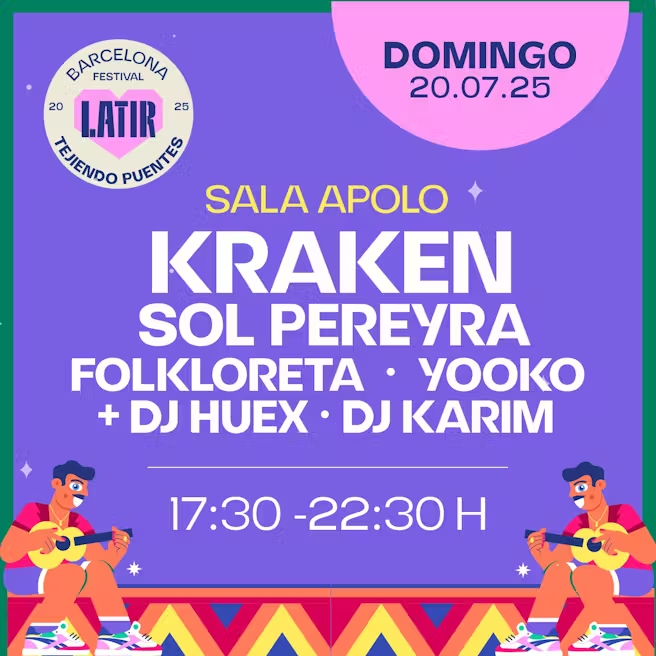 BARCELONA
FESTIVAL
20 25
LATIR
TEJIENDO PUENTES
DOMINGO
20.07.25
SALA APOLO
KRAKEN
SOL PEREYRA
FOLKLORETA · YOOKO
+ DJ HUEX · DJ KARIM
17:30 -22:30 H